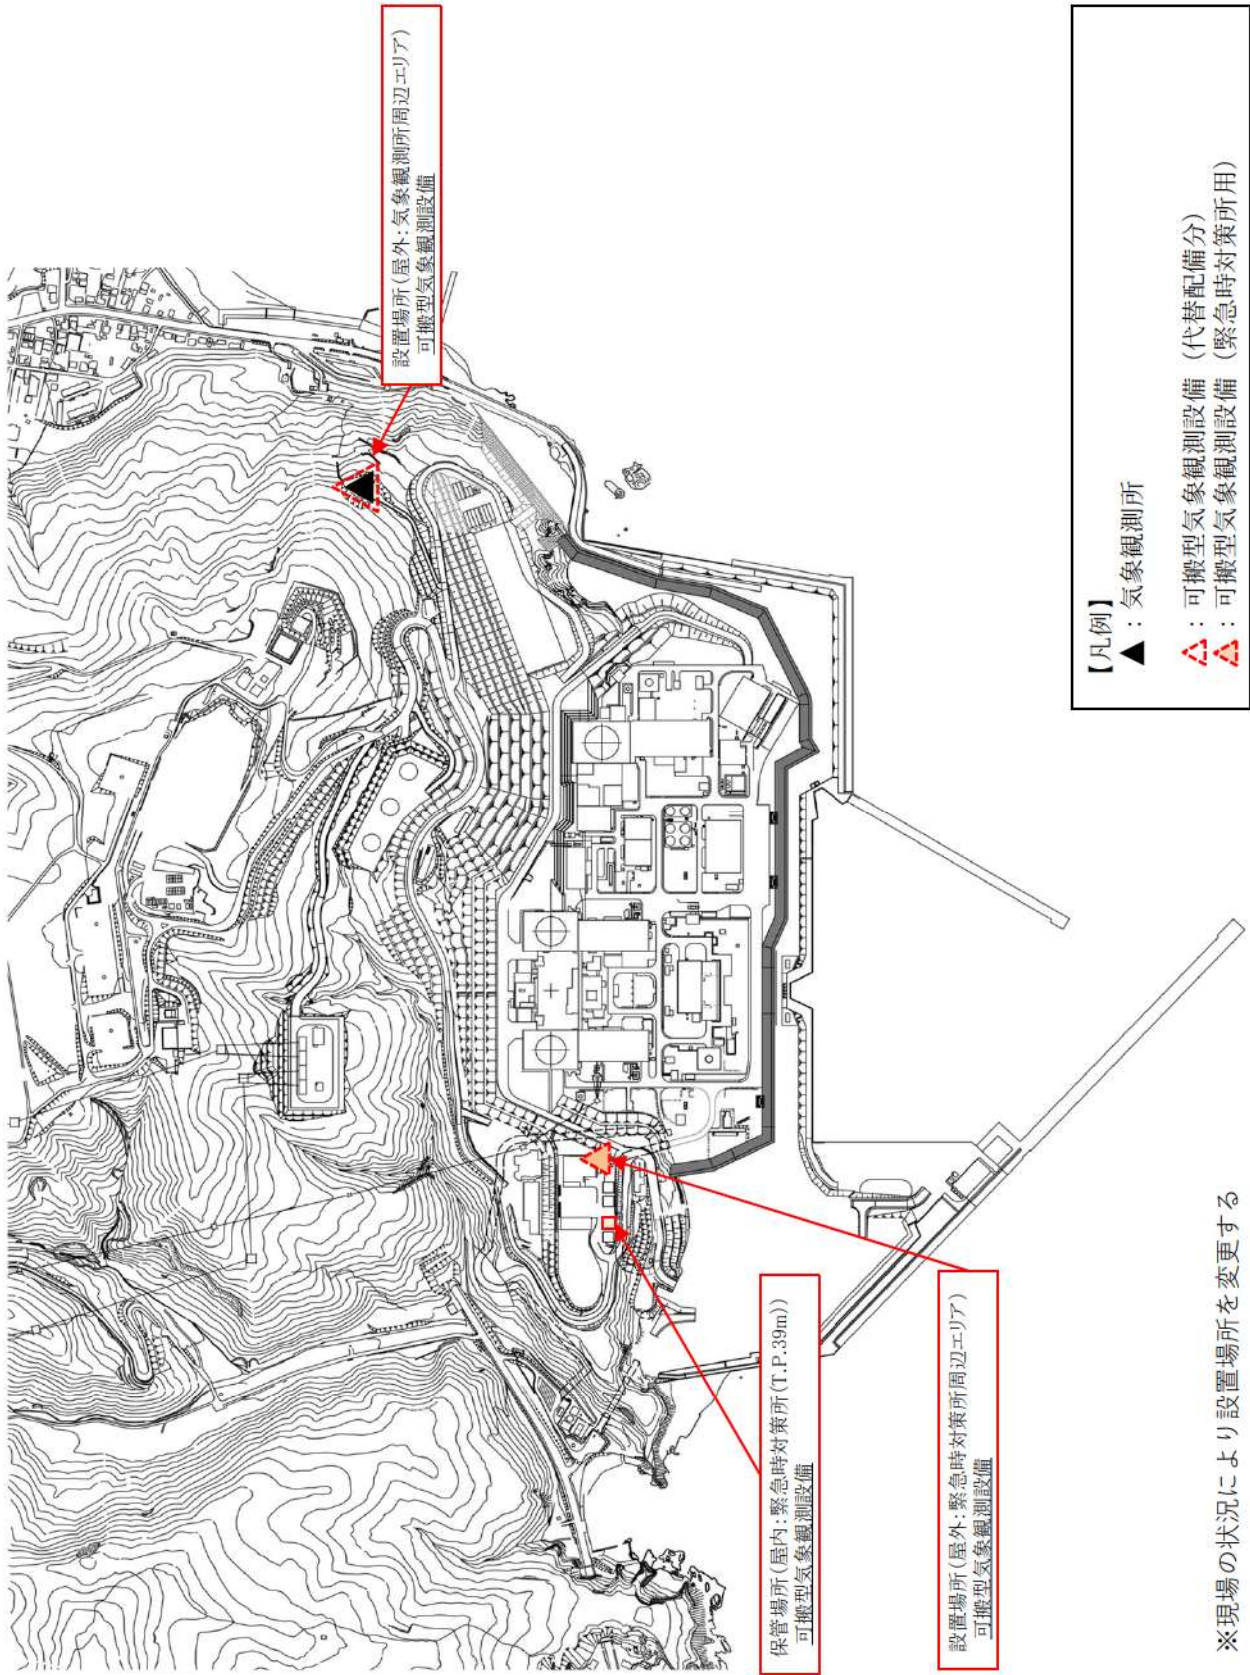 設置場所(屋外:気象観測所周辺エリア)
可搬型気象観測設備
保管場所(屋内:緊急時対策所(T.P.39m))
可搬型気象観測設備
設置場所(屋外:緊急時対策所周辺エリア)
可搬型気象観測設備
【凡例】
▲:気象観測所
:可搬型気象観測設備(代替配備分)
:可搬型気象観測設備(緊急時対策所用)
※現場の状況により設置場所を変更する